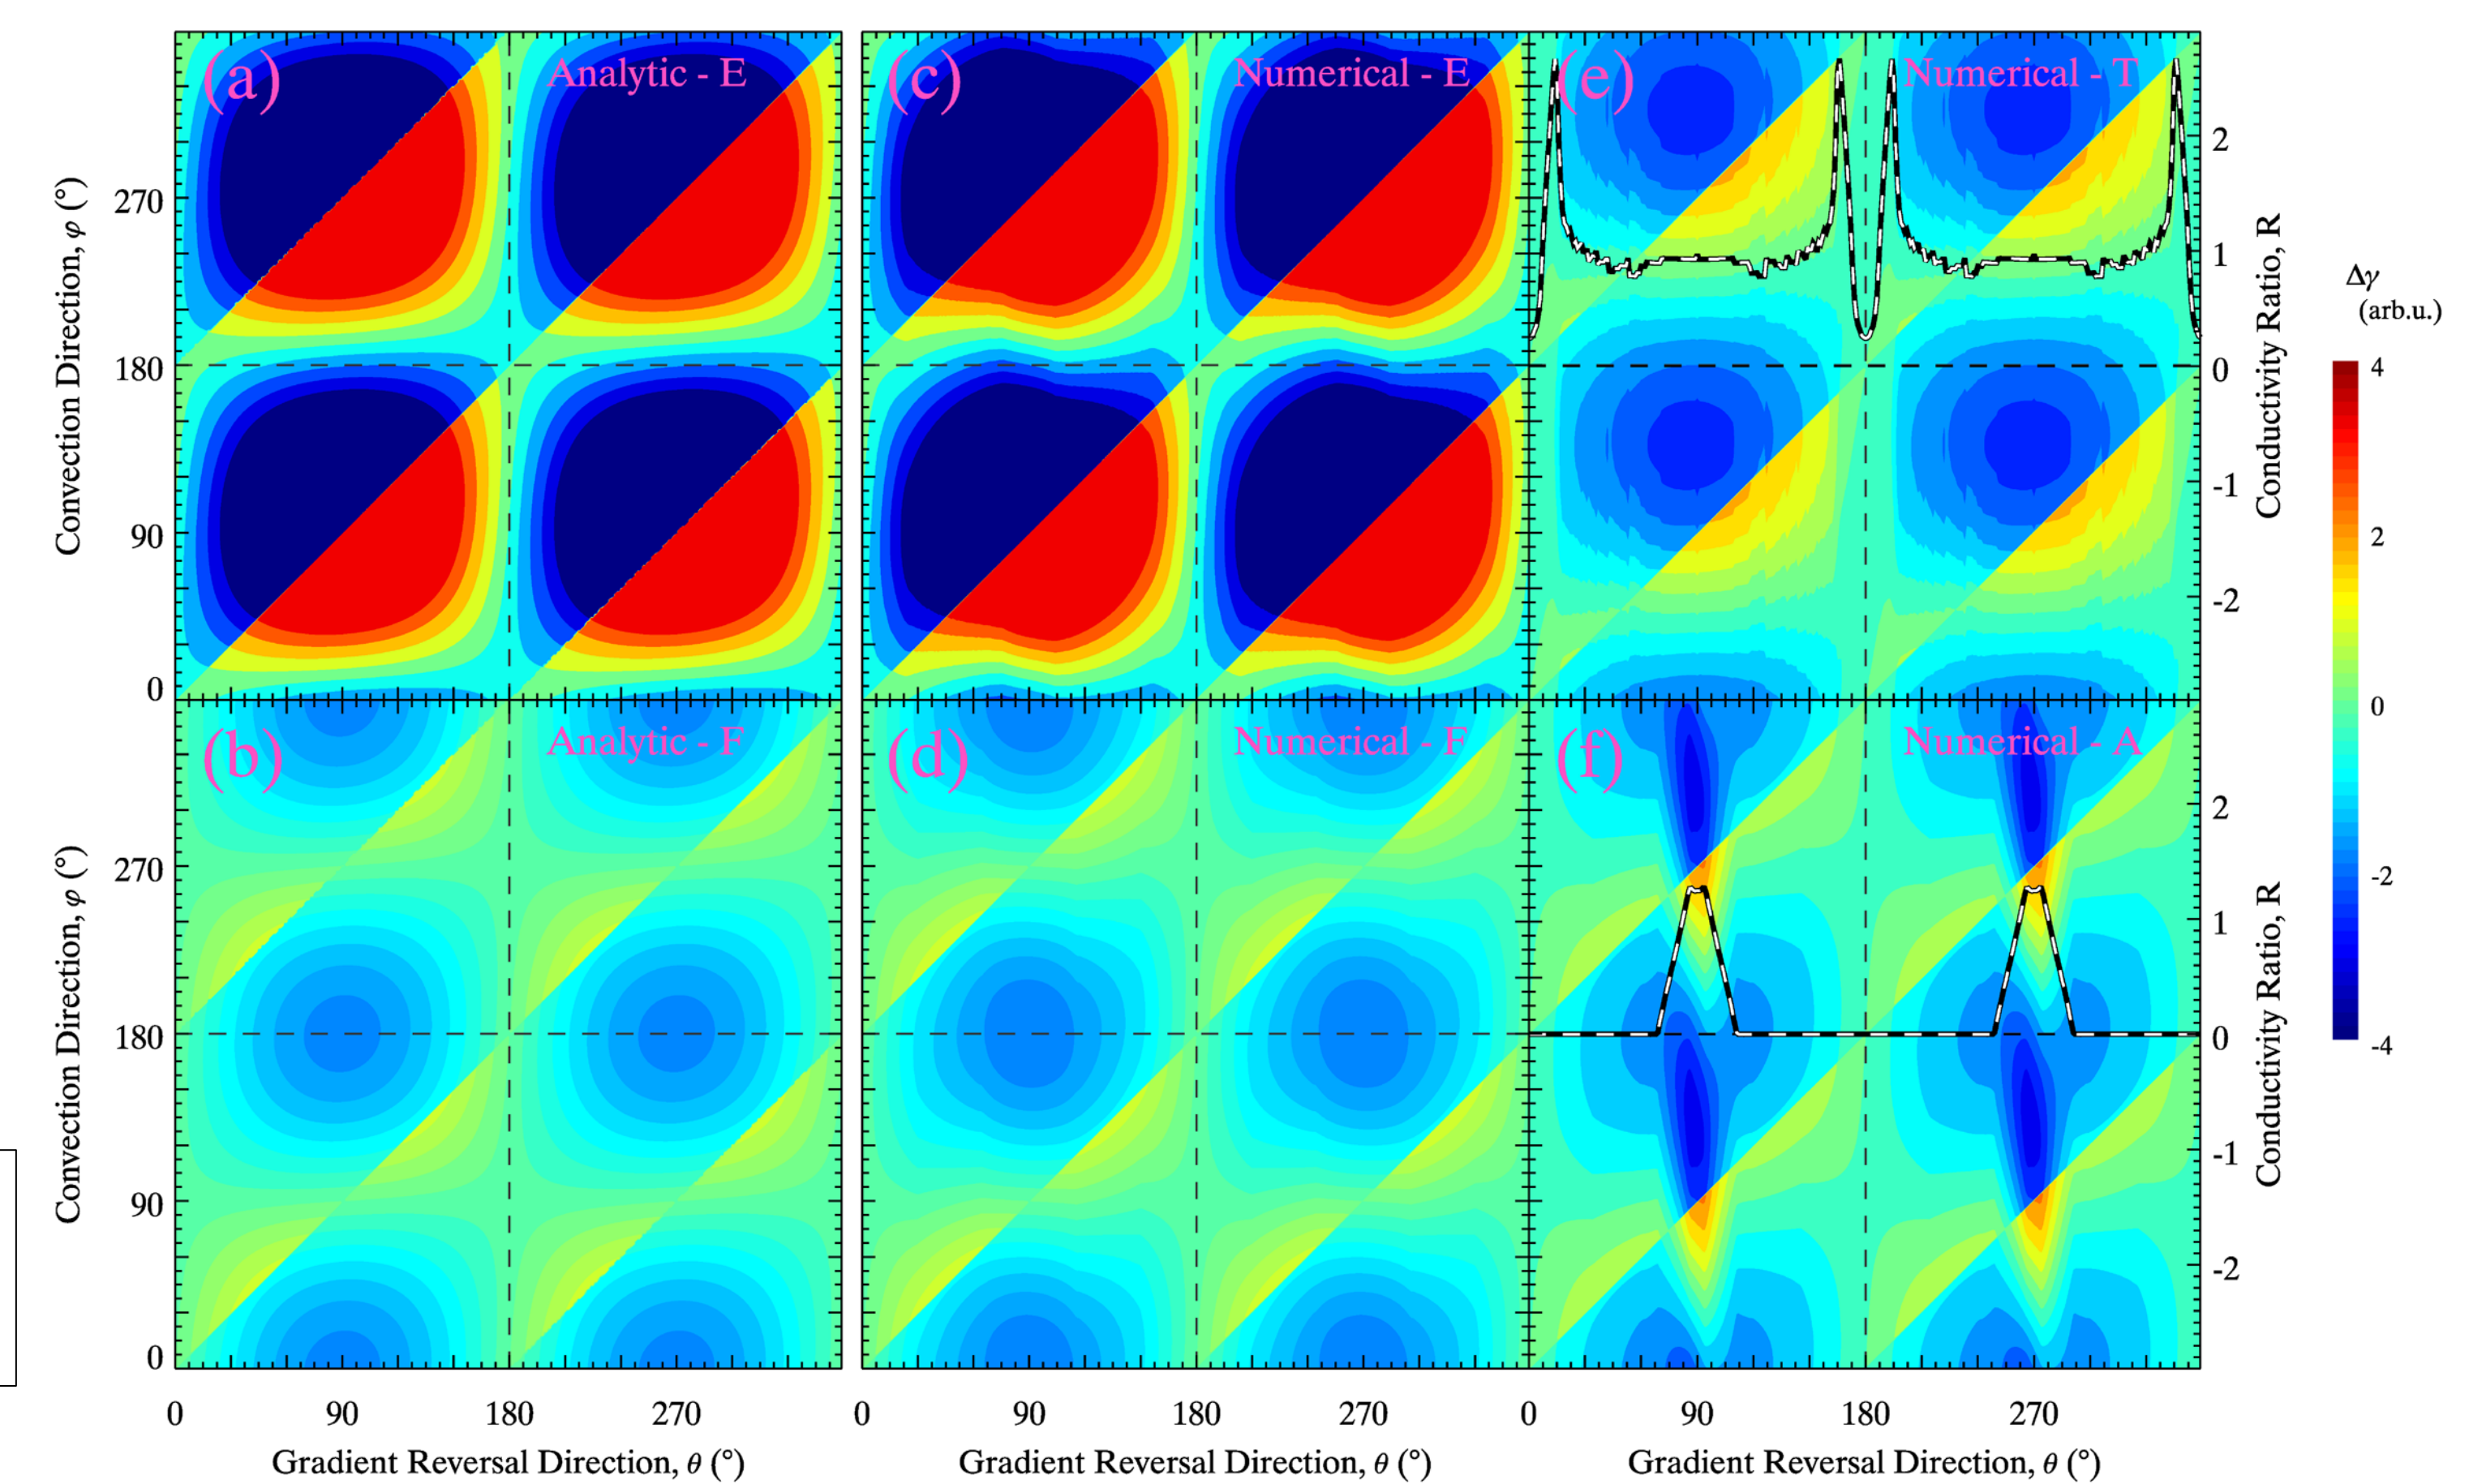 (a)
Analytic - E
(c)
Numerical - E
(e)
Numerical - T
Convection Direction, φ (°)
270
180
90
0
2
1
0
-1
-2
Conductivity Ratio, R
(b)
Analytic - F
(d)
Numerical - F
(f)
Numerical - A
Convection Direction, φ (°)
270
180
90
0
2
1
0
-1
-2
Conductivity Ratio, R
Δγ
(arb.u.)
4
2
0
-2
-4
0 90 180 270 0 90 180 270 0 90 180 270
Gradient Reversal Direction, θ (°)
Gradient Reversal Direction, θ (°)
Gradient Reversal Direction, θ (°)